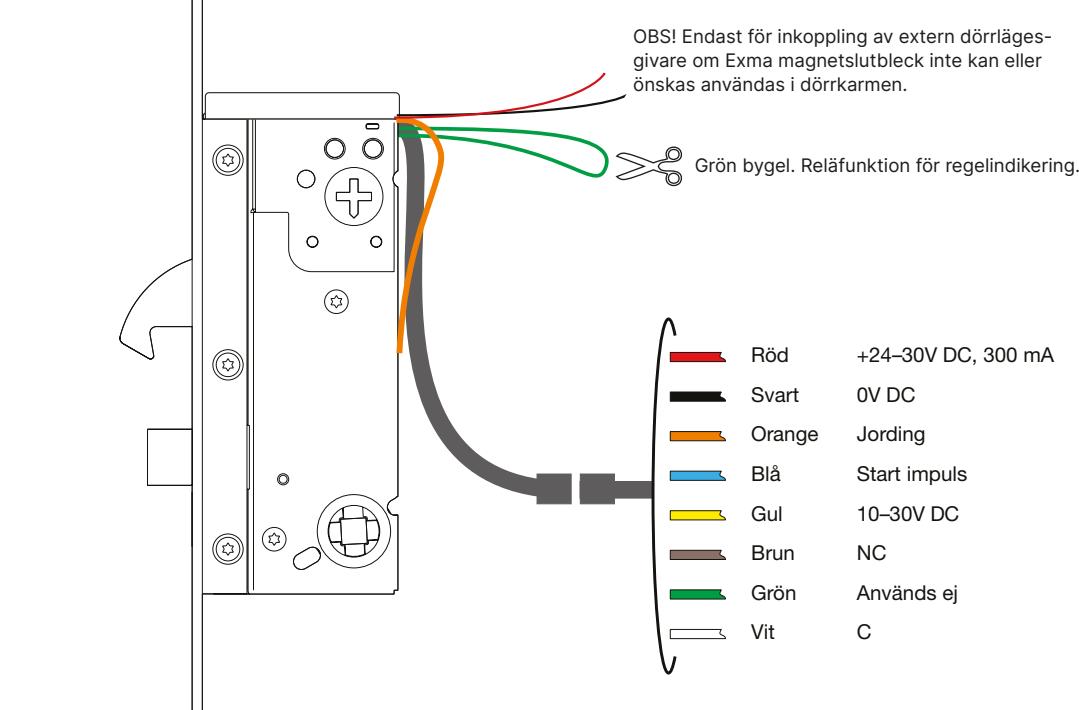 OBS! Endast för inkoppling av extern dörrläges-
givare om Exma magnetslutbleck inte kan eller
önskas användas i dörrkarmen.
Grön bygel. Reläfunktion för regelindikering.
Röd +24–30V DC, 300 mA
Svart 0V DC
Orange Jording
Blå Start impuls
Gul 10–30V DC
Brun NC
Grön Används ej
Vit C